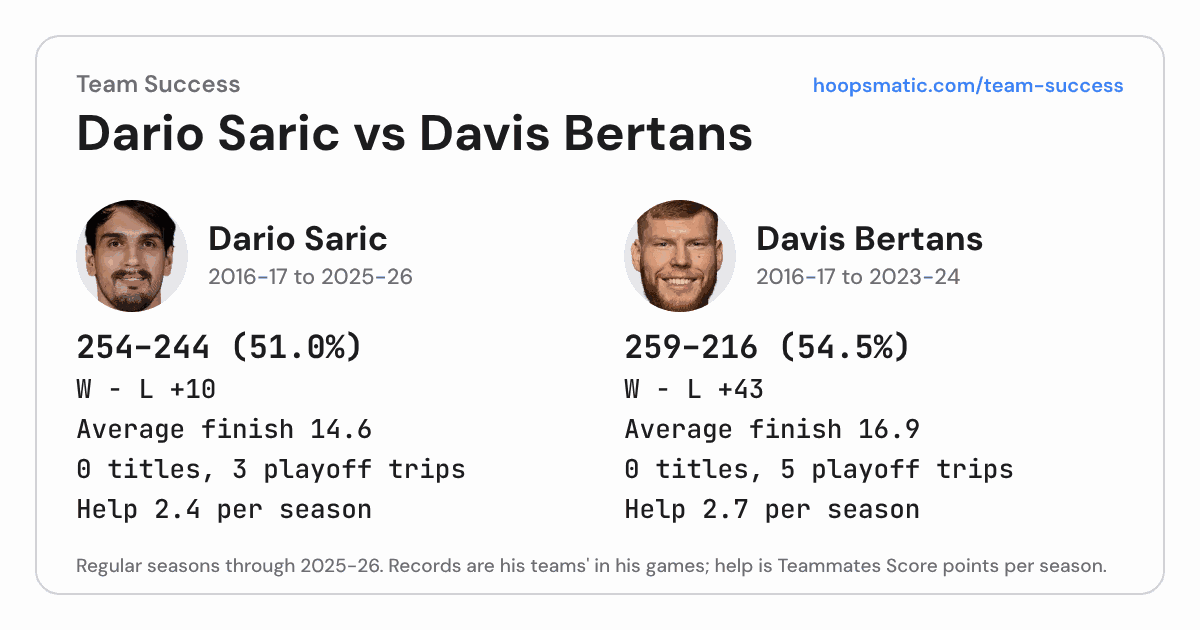 Team Success
hoopsmatic.com/team-success
Dario Saric vs Davis Bertans
Dario Saric
2016-17 to 2025-26
254-244 (51.0%)
W - L +10
Average finish 14.6
0 titles, 3 playoff trips
Help 2.4 per season
Davis Bertans
2016-17 to 2023-24
259-216 (54.5%)
W - L +43
Average finish 16.9
0 titles, 5 playoff trips
Help 2.7 per season
Regular seasons through 2025-26. Records are his teams' in his games; help is Teammates Score points per season.